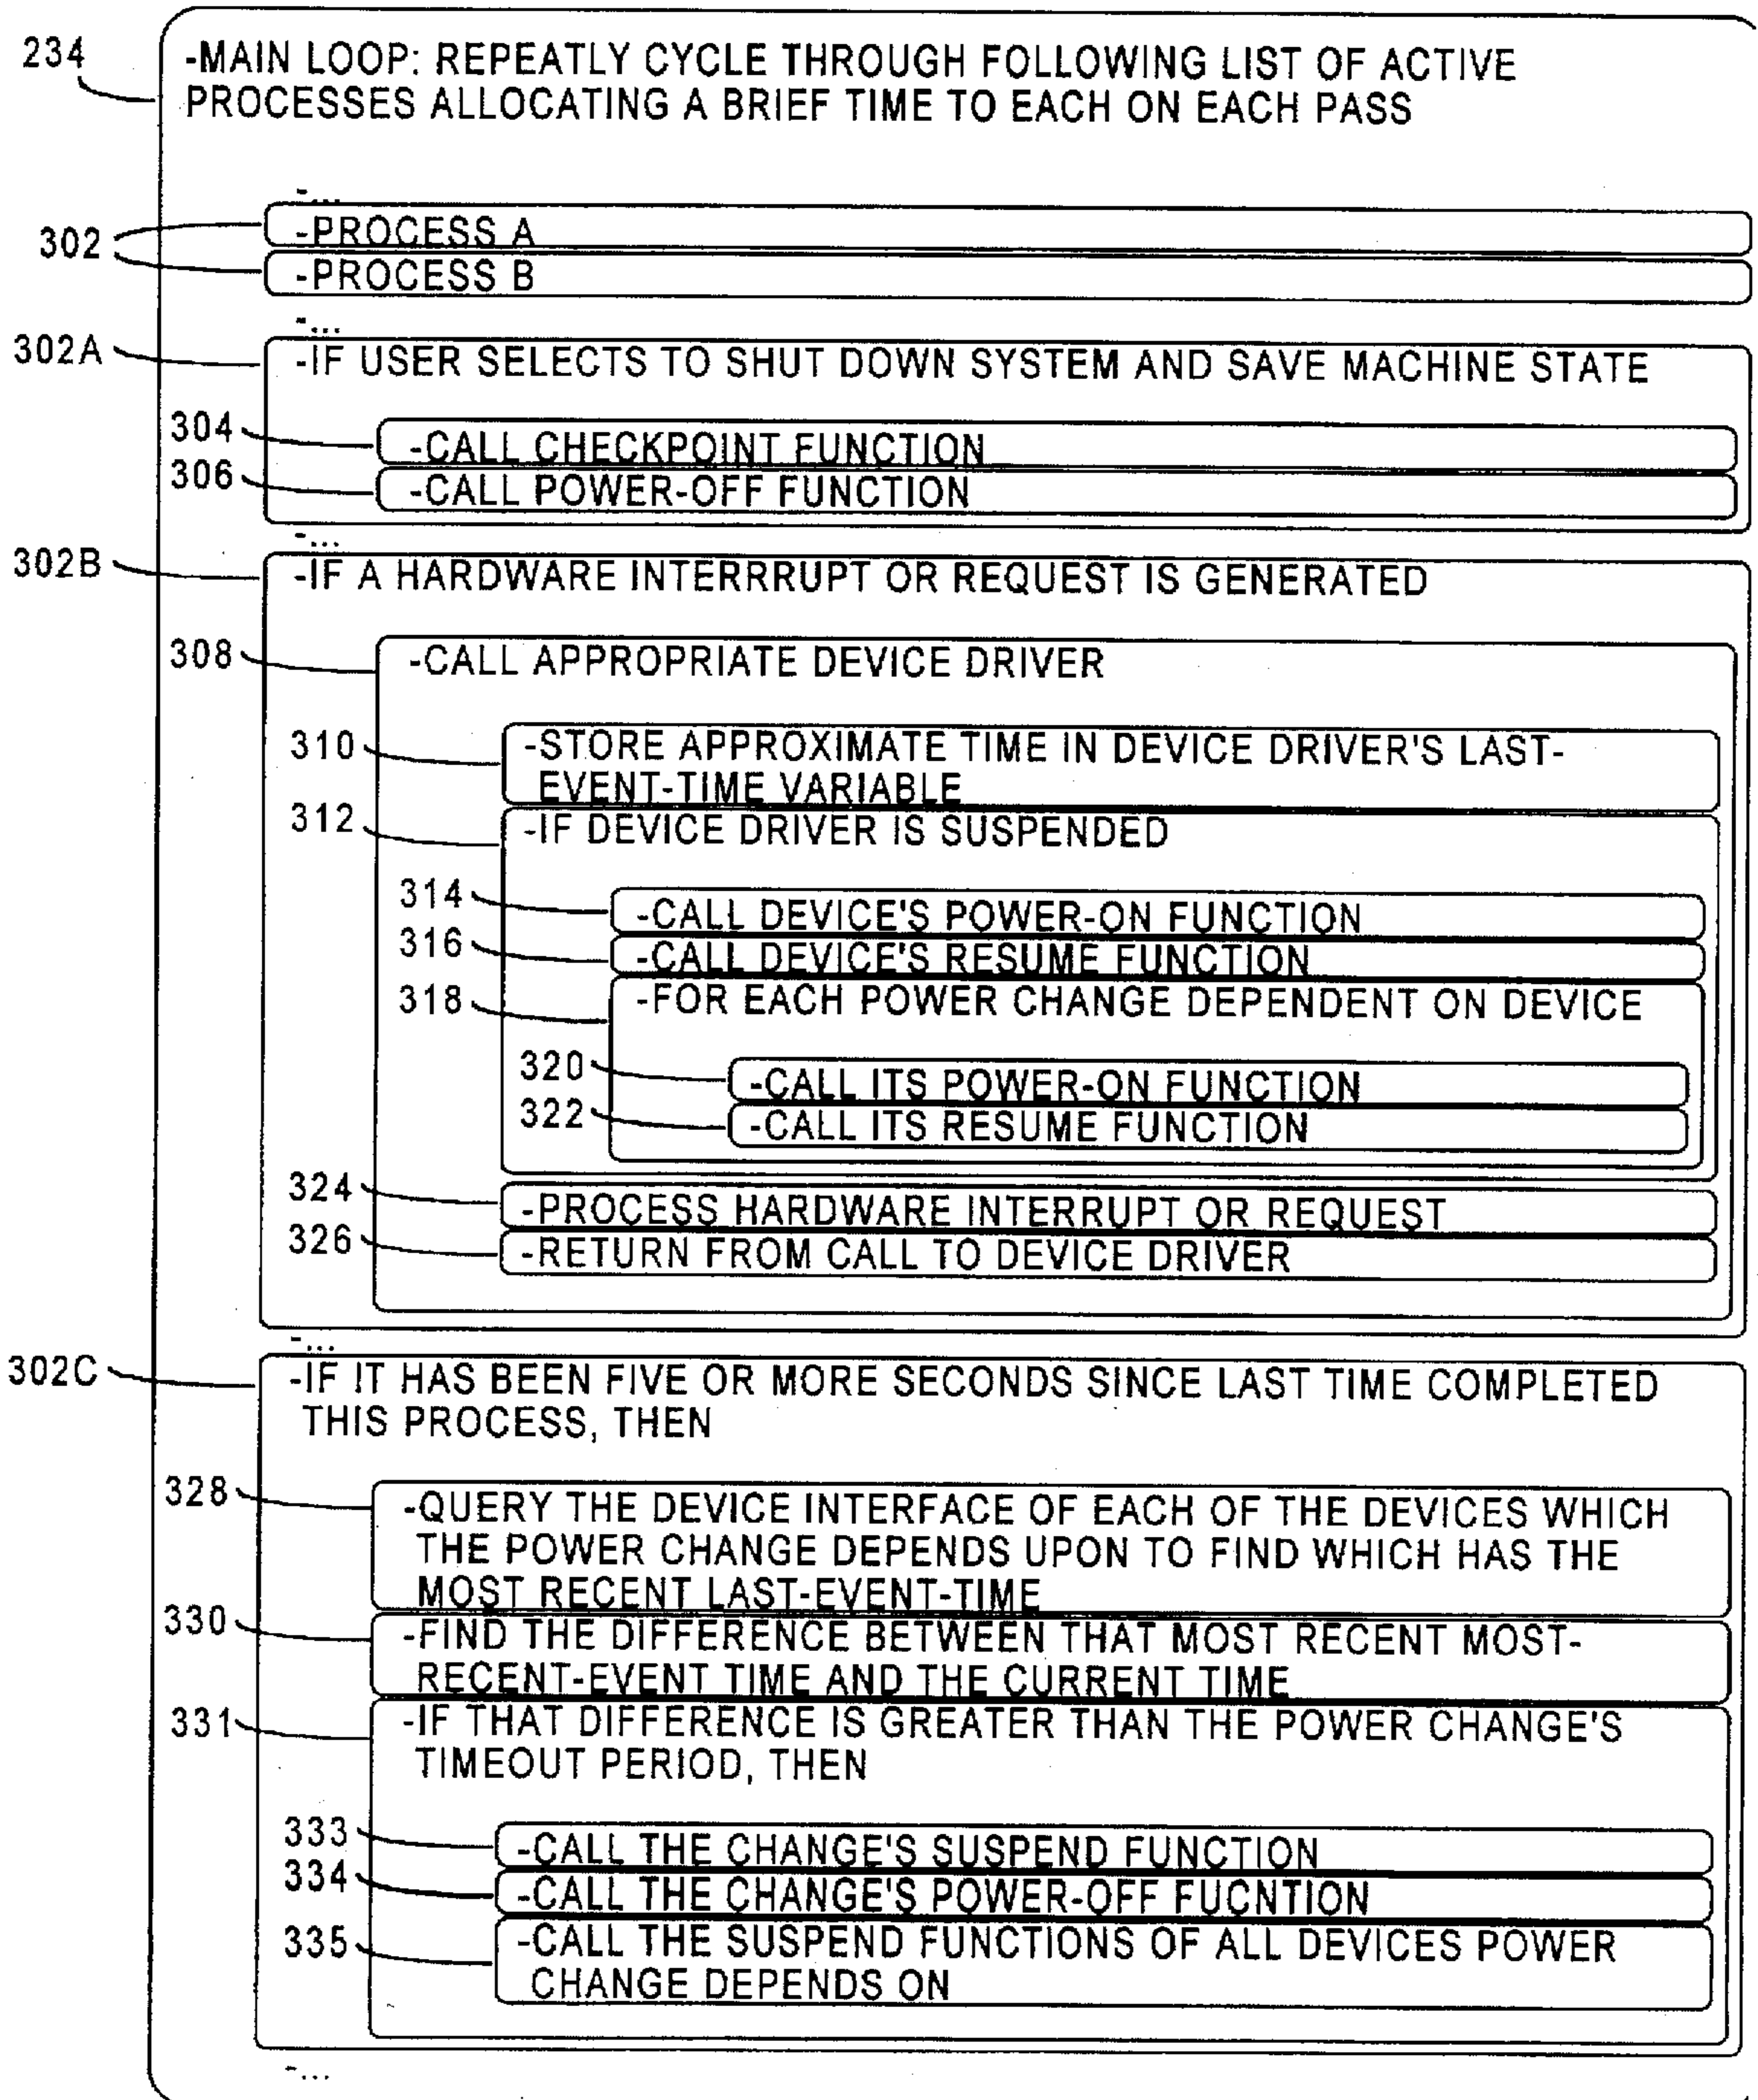 234
-MAIN LOOP: REPEATLY CYCLE THROUGH FOLLOWING LIST OF ACTIVE
PROCESSES ALLOCATING A BRIEF TIME TO EACH ON EACH PASS
-...
302
-PROCESS A
-PROCESS B
-...
302A
-IF USER SELECTS TO SHUT DOWN SYSTEM AND SAVE MACHINE STATE
304
-CALL CHECKPOINT FUNCTION
306
-CALL POWER-OFF FUNCTION
-...
302B
-IF A HARDWARE INTERRRUPT OR REQUEST IS GENERATED
308
-CALL APPROPRIATE DEVICE DRIVER
310
-STORE APPROXIMATE TIME IN DEVICE DRIVER'S LAST-
EVENT-TIME VARIABLE
312
-IF DEVICE DRIVER IS SUSPENDED
314
-CALL DEVICE'S POWER-ON FUNCTION
316
-CALL DEVICE'S RESUME FUNCTION
318
-FOR EACH POWER CHANGE DEPENDENT ON DEVICE
320
-CALL ITS POWER-ON FUNCTION
322
-CALL ITS RESUME FUNCTION
324
-PROCESS HARDWARE INTERRUPT OR REQUEST
326
-RETURN FROM CALL TO DEVICE DRIVER
-...
302C
-IF IT HAS BEEN FIVE OR MORE SECONDS SINCE LAST TIME COMPLETED
THIS PROCESS, THEN
328
-QUERY THE DEVICE INTERFACE OF EACH OF THE DEVICES WHICH
THE POWER CHANGE DEPENDS UPON TO FIND WHICH HAS THE
MOST RECENT LAST-EVENT-TIME
330
-FIND THE DIFFERENCE BETWEEN THAT MOST RECENT MOST-
RECENT-EVENT TIME AND THE CURRENT TIME
331
-IF THAT DIFFERENCE IS GREATER THAN THE POWER CHANGE'S
TIMEOUT PERIOD, THEN
333
-CALL THE CHANGE'S SUSPEND FUNCTION
334
-CALL THE CHANGE'S POWER-OFF FUCNTION
335
-CALL THE SUSPEND FUNCTIONS OF ALL DEVICES POWER
CHANGE DEPENDS ON
-...